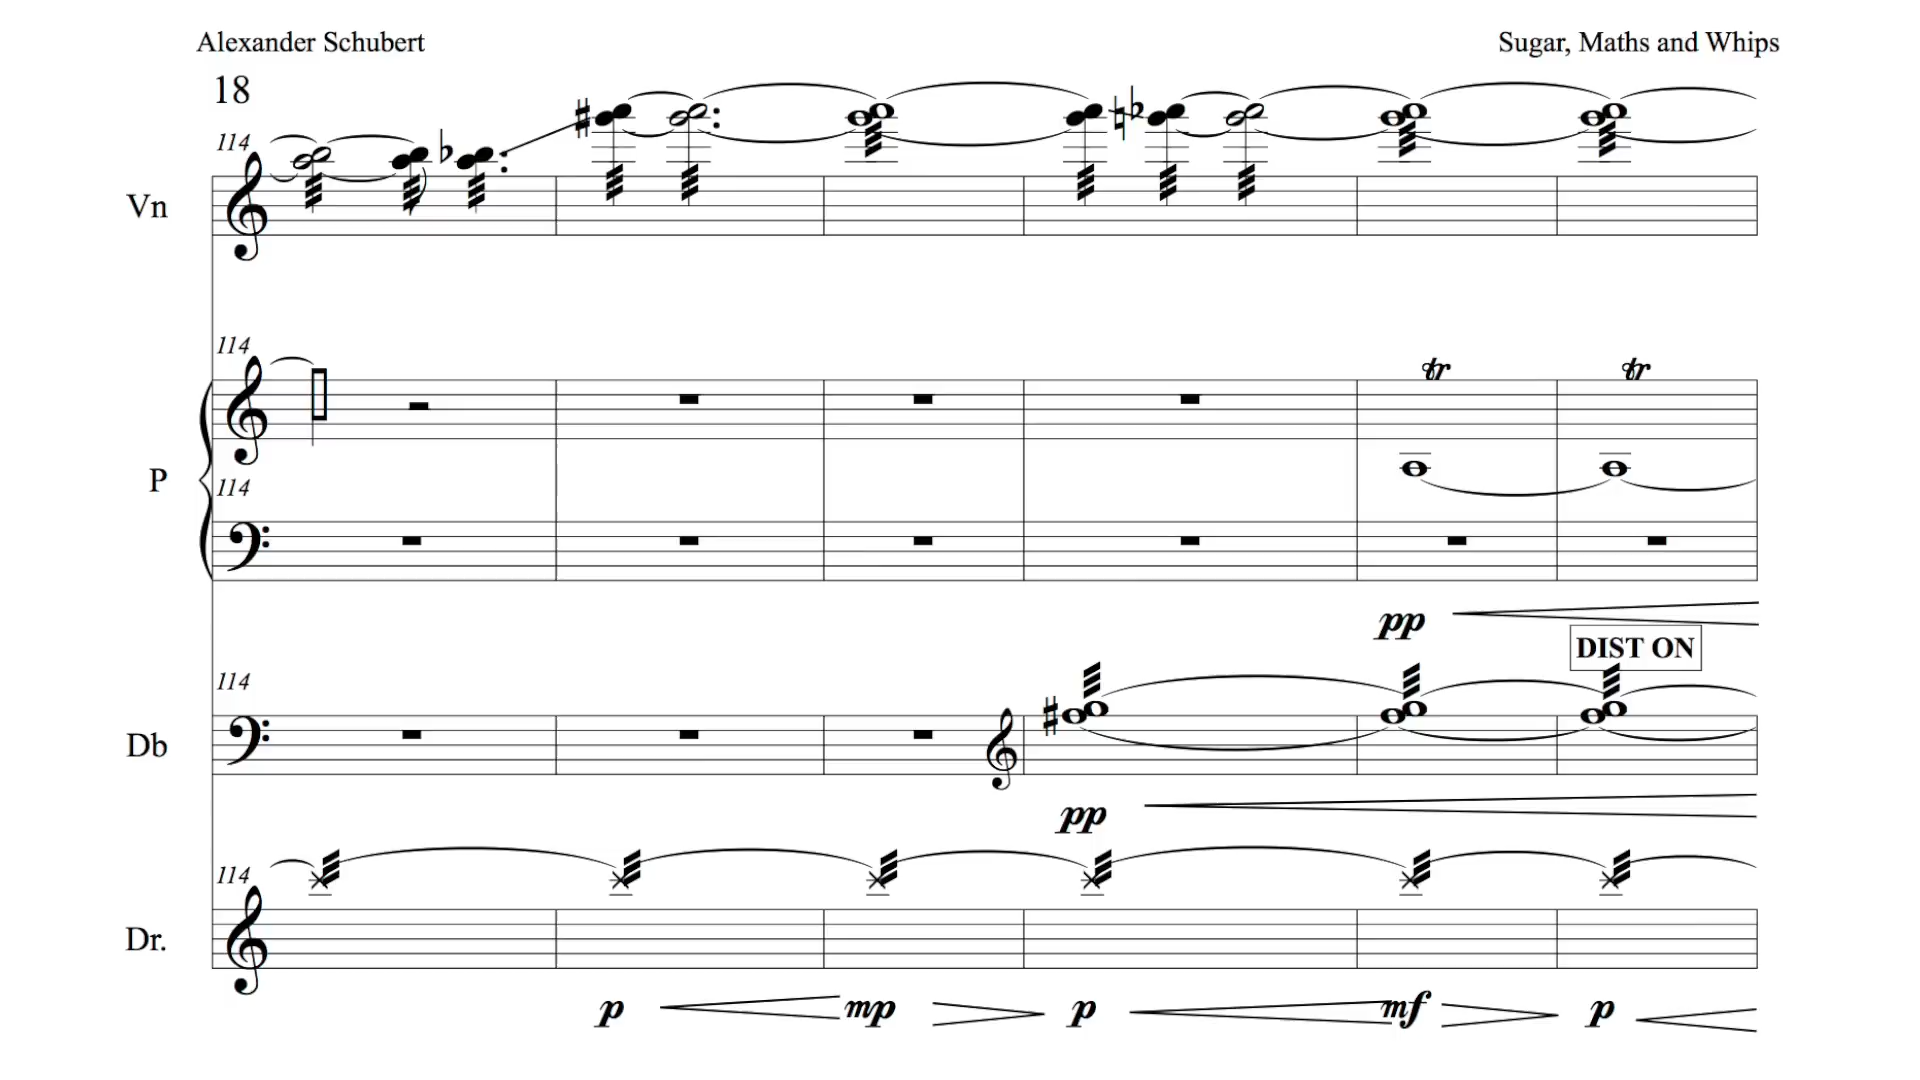 Alexander Schubert Sugar, Maths and Whips
18
114
Vn
114
tr tr
P
114
pp
DIST ON
114
Db
pp
114
Dr.
p mp p mf p